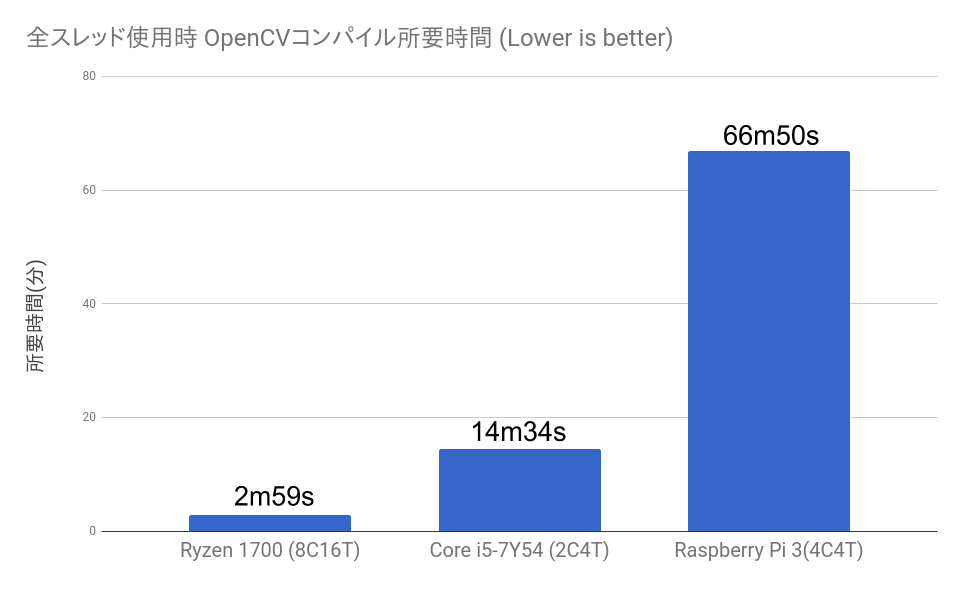 全スレッド使用時 OpenCVコンパイル所要時間 (Lower is better)
所要時間(分)
80
60
40
20
0
2m59s
14m34s
66m50s
Ryzen 1700 (8C16T)
Core i5-7Y54 (2C4T)
Raspberry Pi 3(4C4T)